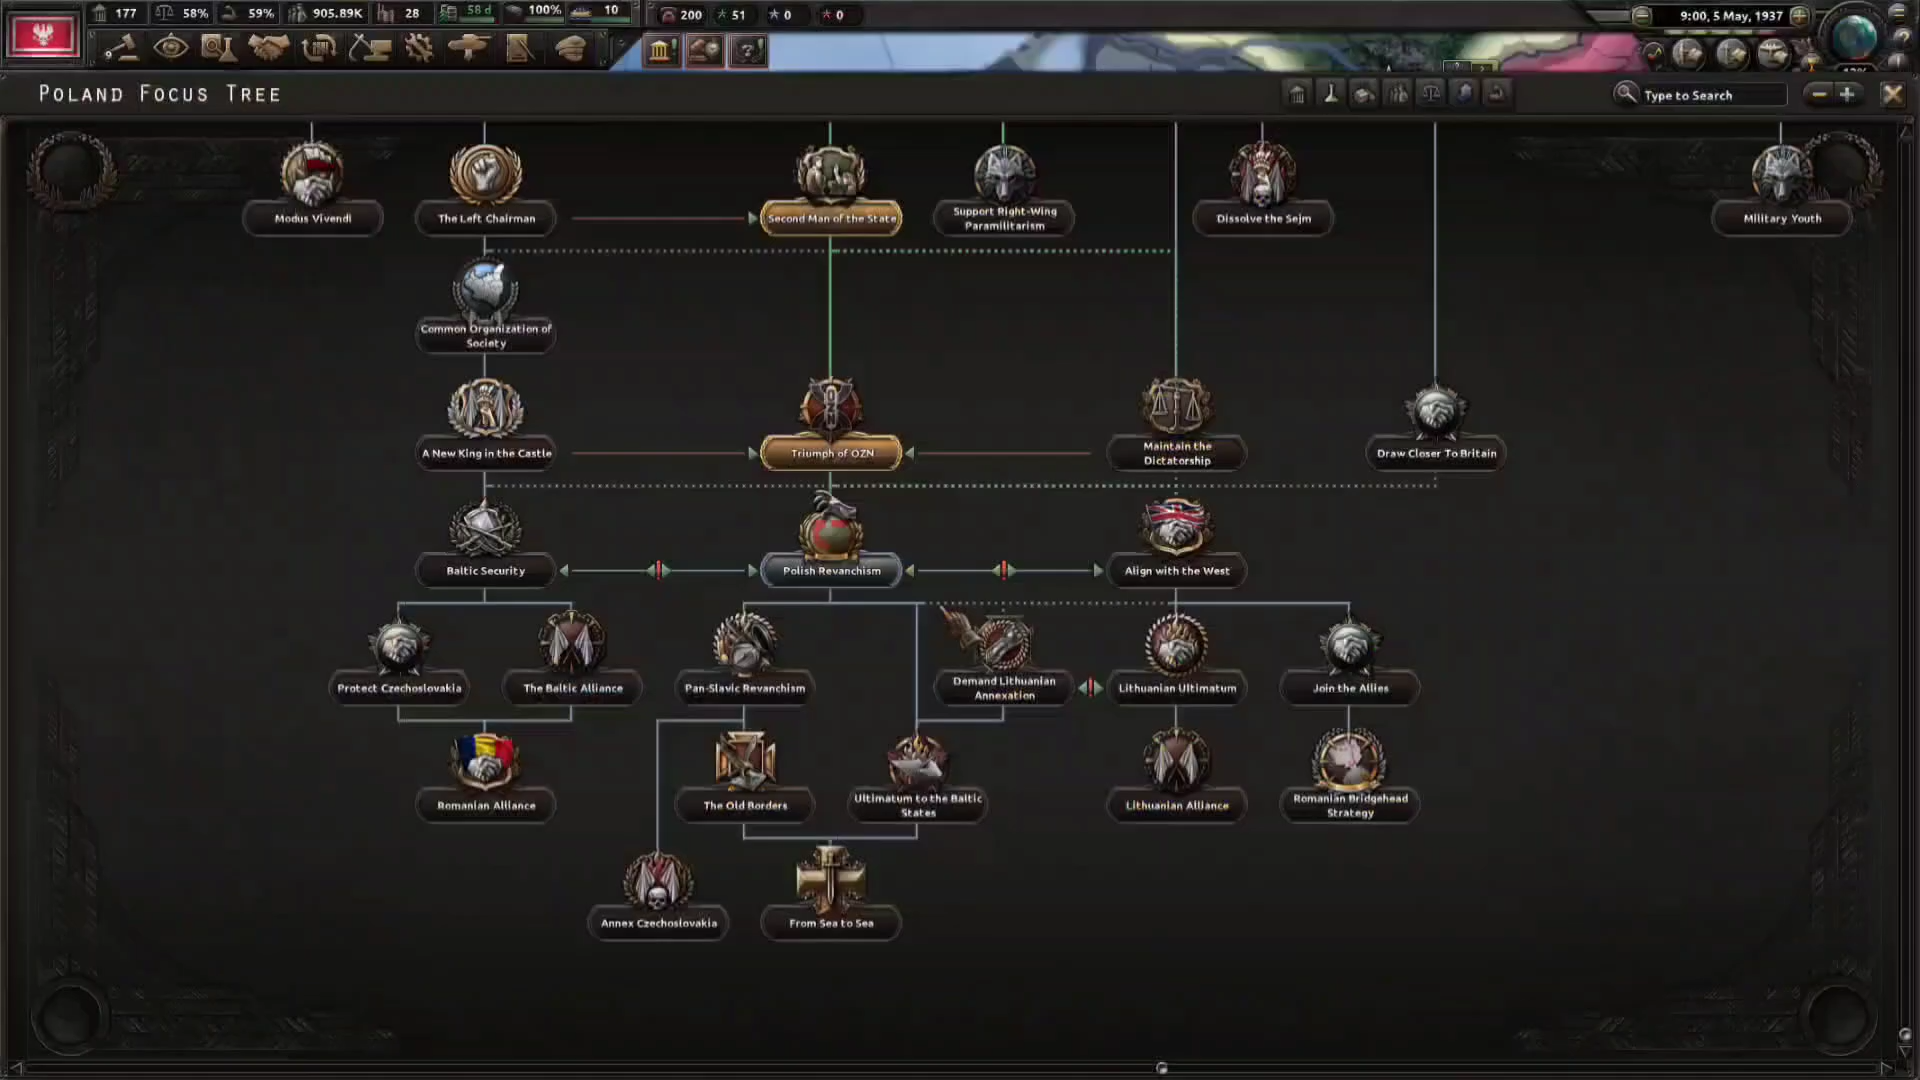 177
58%
59%
905.89K
28
58 d
100%
10
200
51
0
0
9:00, 5 May, 1937
Poland Focus Tree
Type to Search
Modus Vivendi
The Left Chairman
Second Man of the State
Support Right-Wing
Paramilitarism
Dissolve the Sejm
Military Youth
Common Organization of
Society
A New King in the Castle
Triumph of OZN
Maintain the
Dictatorship
Draw Closer To Britain
Baltic Security
Polish Revanchism
Align with the West
Protect Czechoslovakia
The Baltic Alliance
Pan-Slavic Revanchism
Demand Lithuanian
Annexation
Lithuanian Ultimatum
Join the Allies
Romanian Alliance
The Old Borders
Ultimatum to the Baltic
States
Lithuanian Alliance
Romanian Bridgehead
Strategy
Annex Czechoslovakia
From Sea to Sea